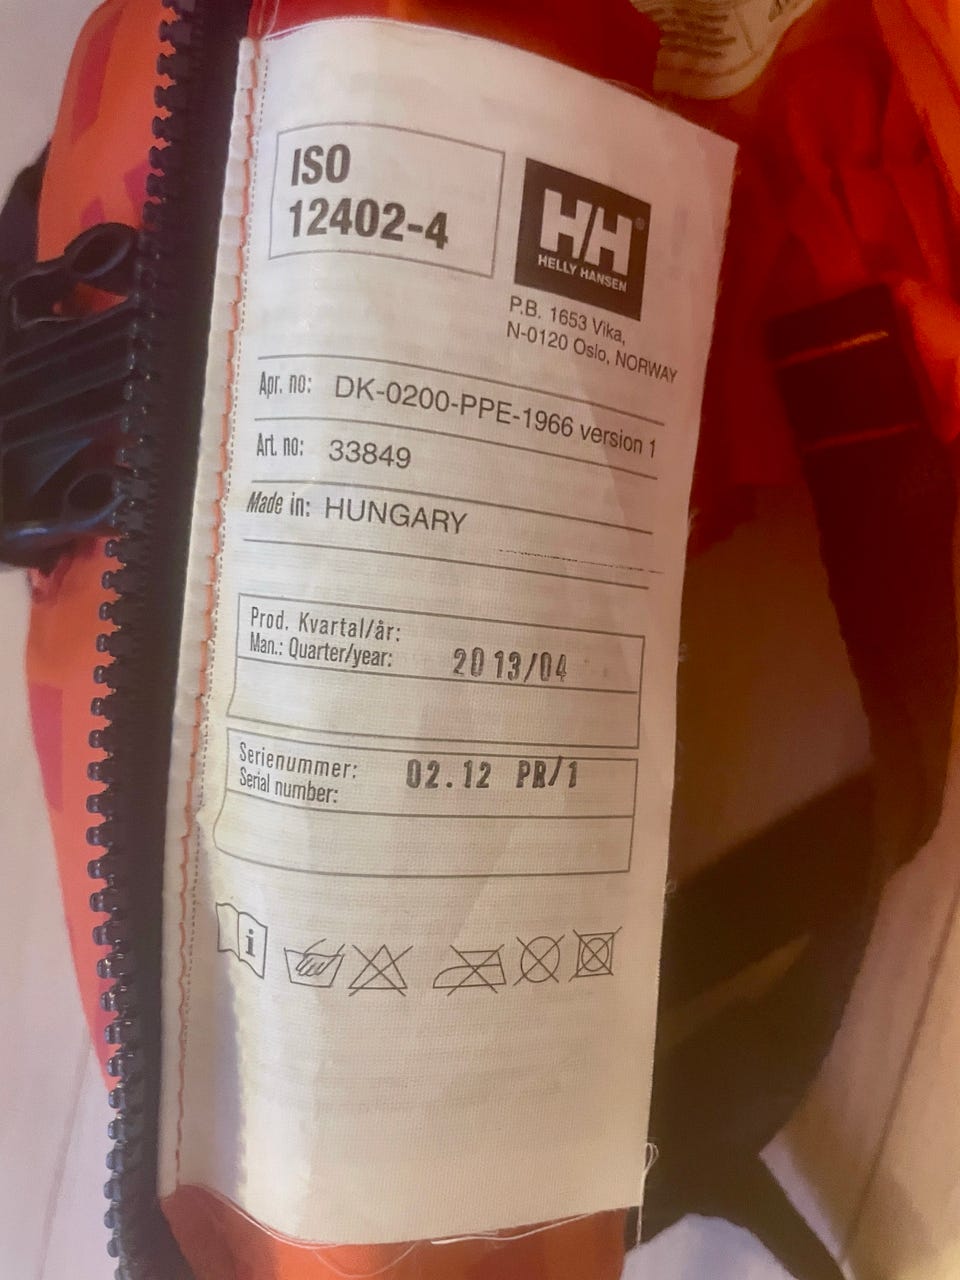 ISO
12402-4
HH®
HELLY HANSEN
P.B. 1653 Vika,
N-0120 Oslo, NORWAY
Apr. no: DK-0200-PPE-1966 version 1
Art. no: 33849
Made in: HUNGARY
Prod. Kvartal/år:
Man.: Quarter/year: 2013/04
Serienummer: 02.12 PR/1
Serial number:
i